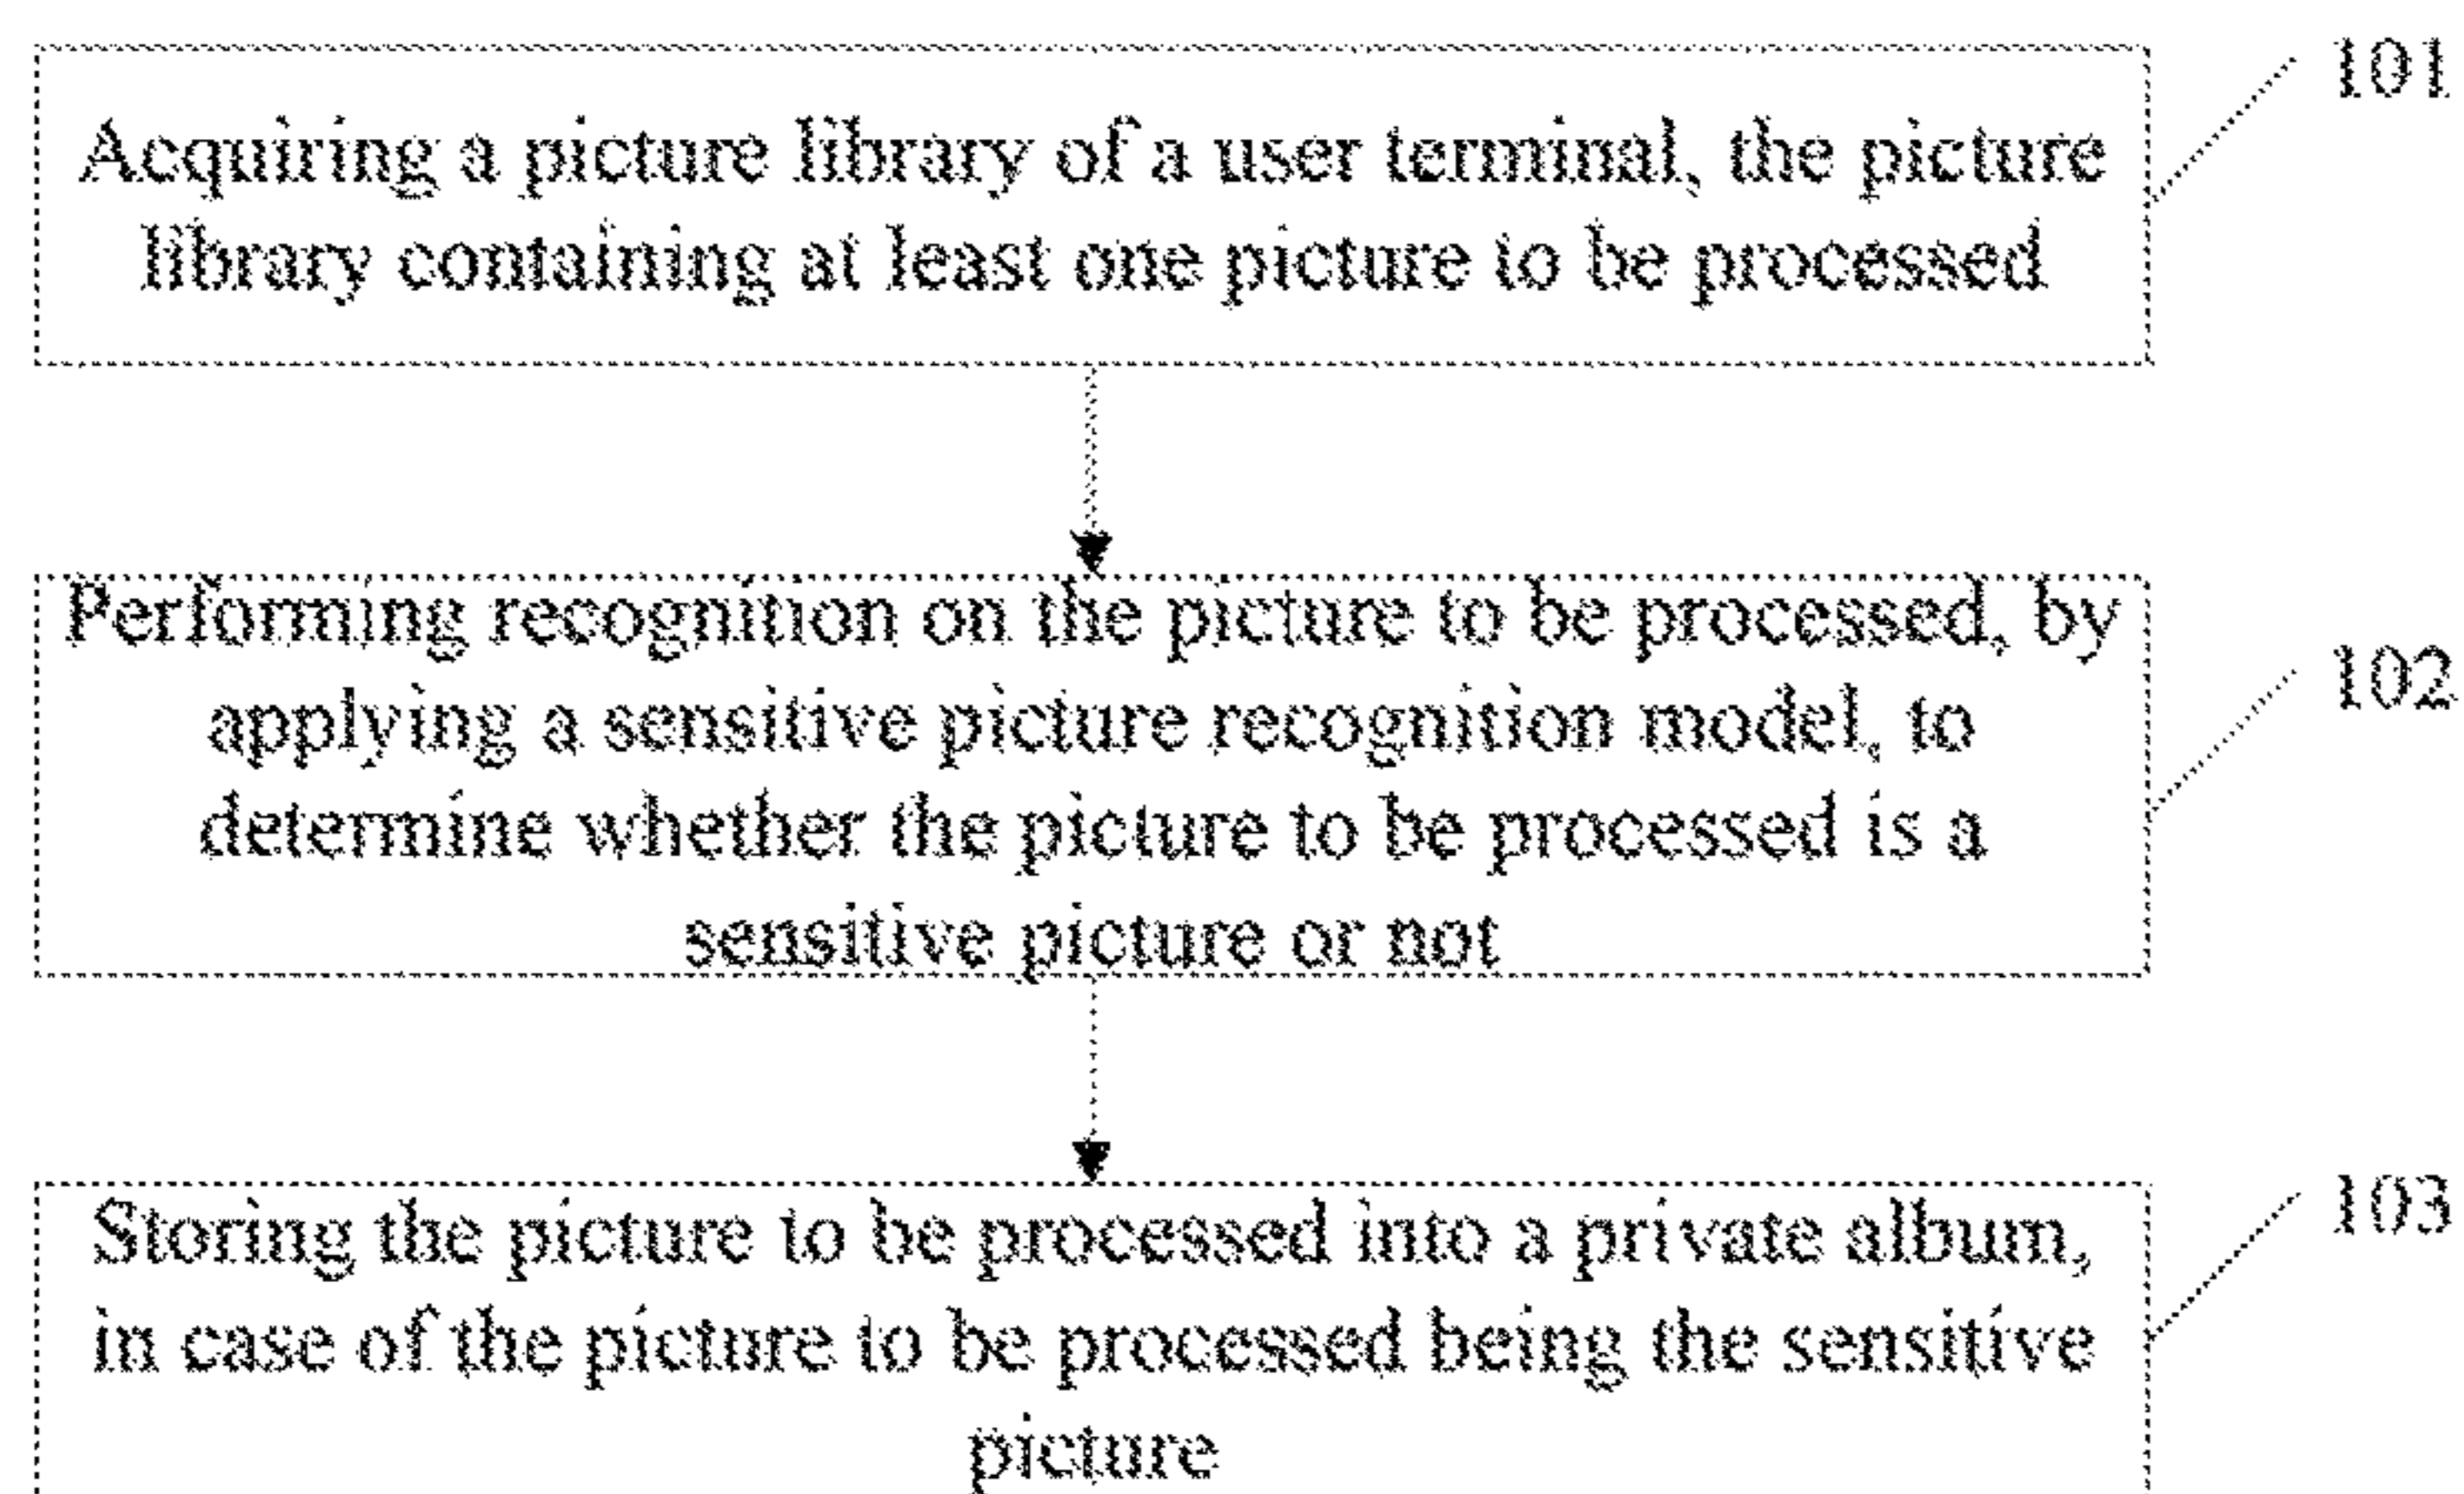 101
Acquiring a picture library of a user terminal, the picture
library containing at least one picture to be processed
Performing recognition on the picture to be processed, by
102
applying a sensitive picture recognition model, to
determine whether the picture to be processed is a
sensitive picture or not
103
Storing the picture to be processed into a private album,
in case of the picture to be processed being the sensitive
picture